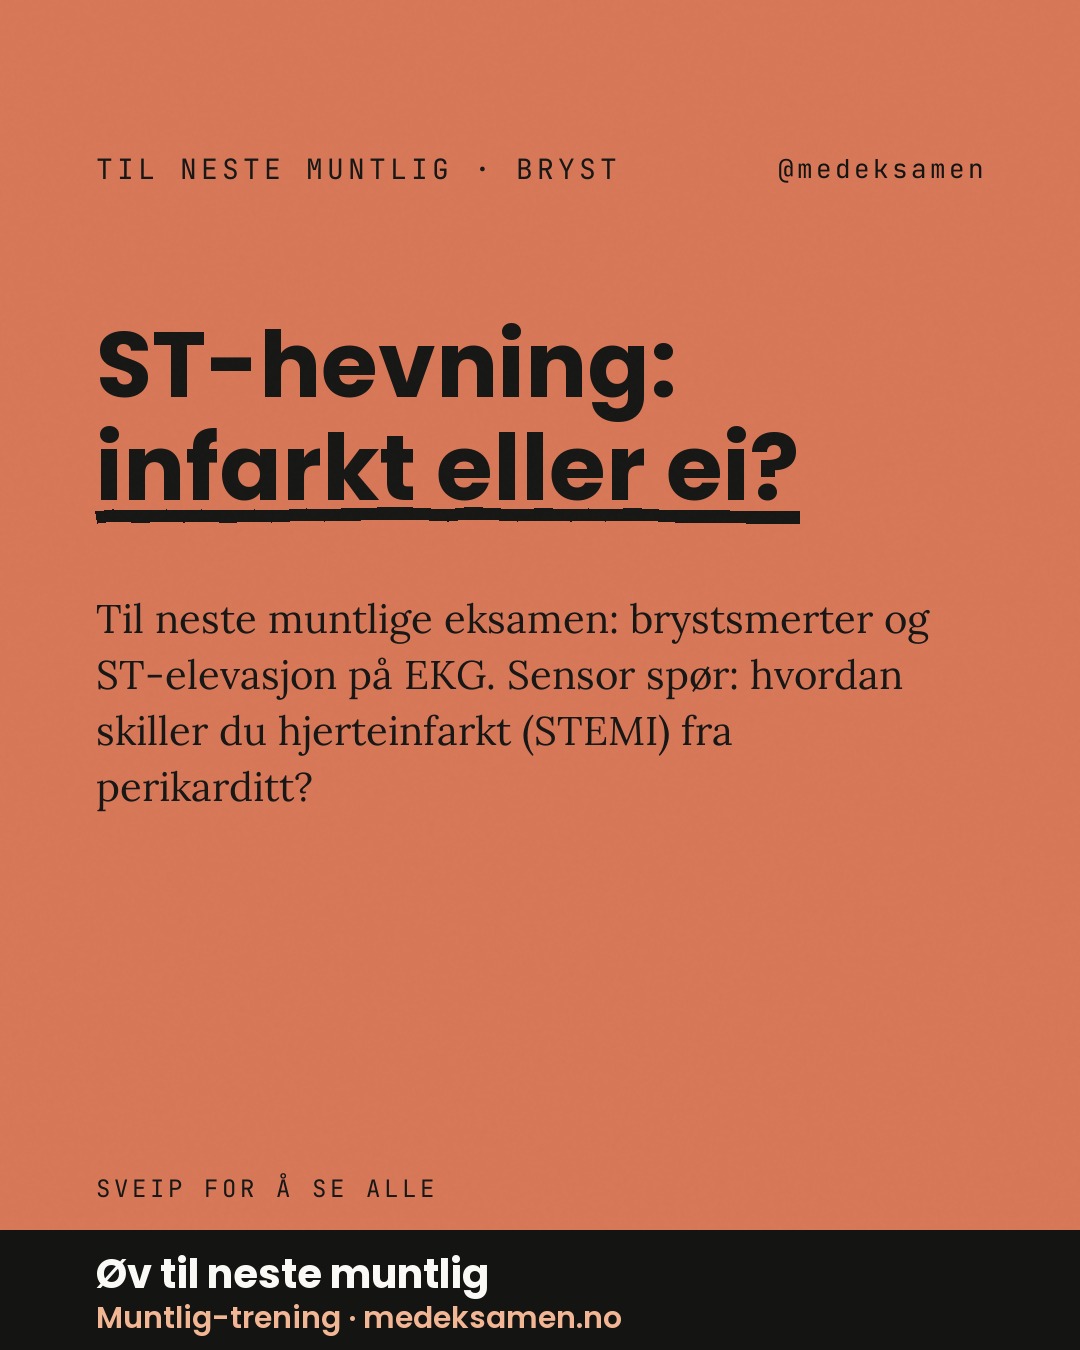 TIL NESTE MUNTLIG · BRYST
@medeksamen
ST-hevning:
infarkt eller ei?
Til neste muntlige eksamen: brystsmerter og
ST-elevasjon på EKG. Sensor spør: hvordan
skiller du hjerteinfarkt (STEMI) fra
perikarditt?
SVEIP FOR Å SE ALLE
Øv til neste muntlig
Muntlig-trening · medeksamen.no